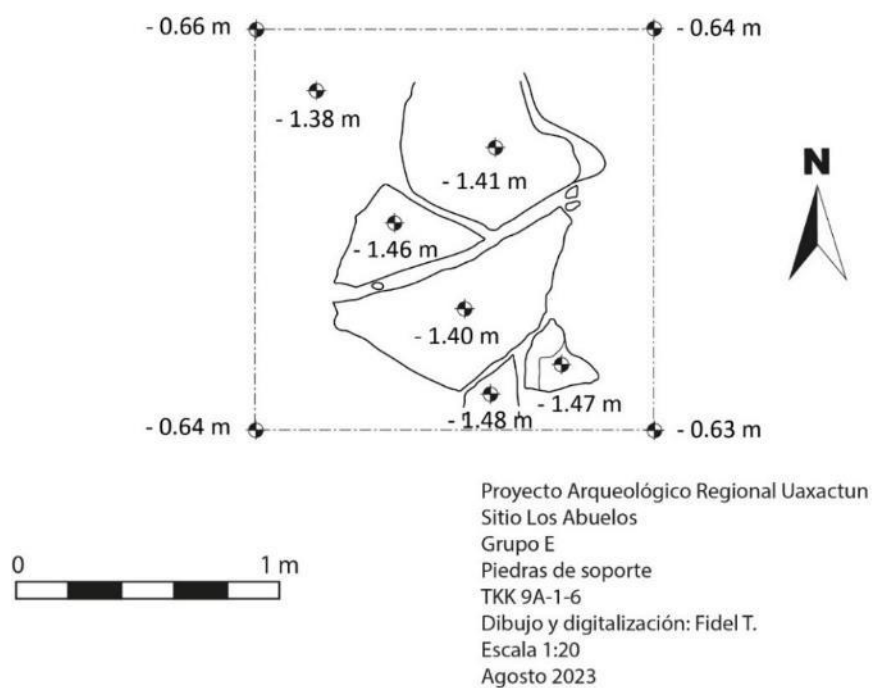 - 0.66 m
- 0.64 m
- 1.38 m
- 1.41 m
N
- 1.46 m
- 1.40 m
- 1.47 m
- 1.48 m
- 0.64 m
- 0.63 m
0 1 m
Proyecto Arqueológico Regional Uaxactun
Sitio Los Abuelos
Grupo E
Piedras de soporte
TKK 9A-1-6
Dibujo y digitalización: Fidel T.
Escala 1:20
Agosto 2023